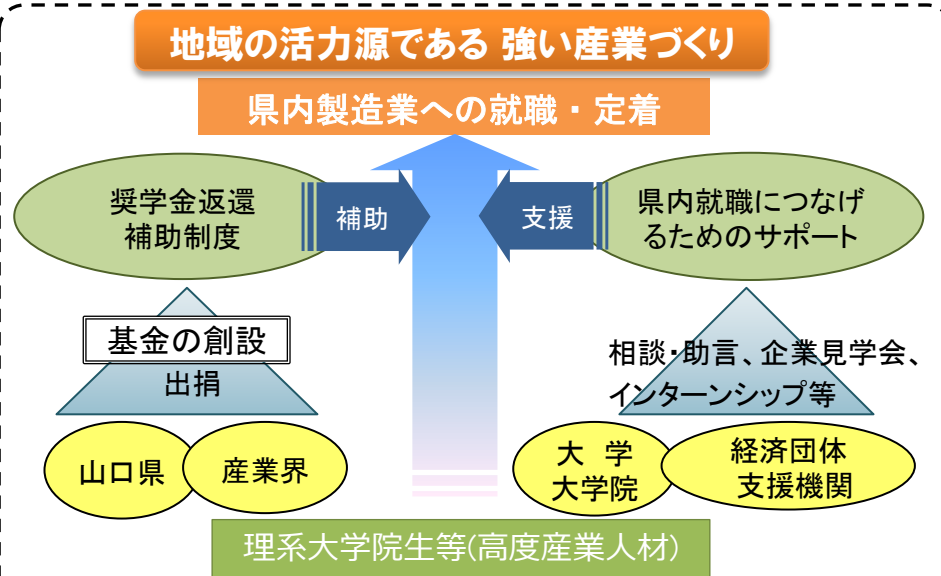 地域の活力源である 強い産業づくり
県内製造業への就職・定着
奨学金返還
補助制度
補助
支援
県内就職につなげ
るためのサポート
基金の創設
出捐
相談・助言、企業見学会、
インターンシップ等
山口県
産業界
大 学
大学院
経済団体
支援機関
理系大学院生等(高度産業人材)